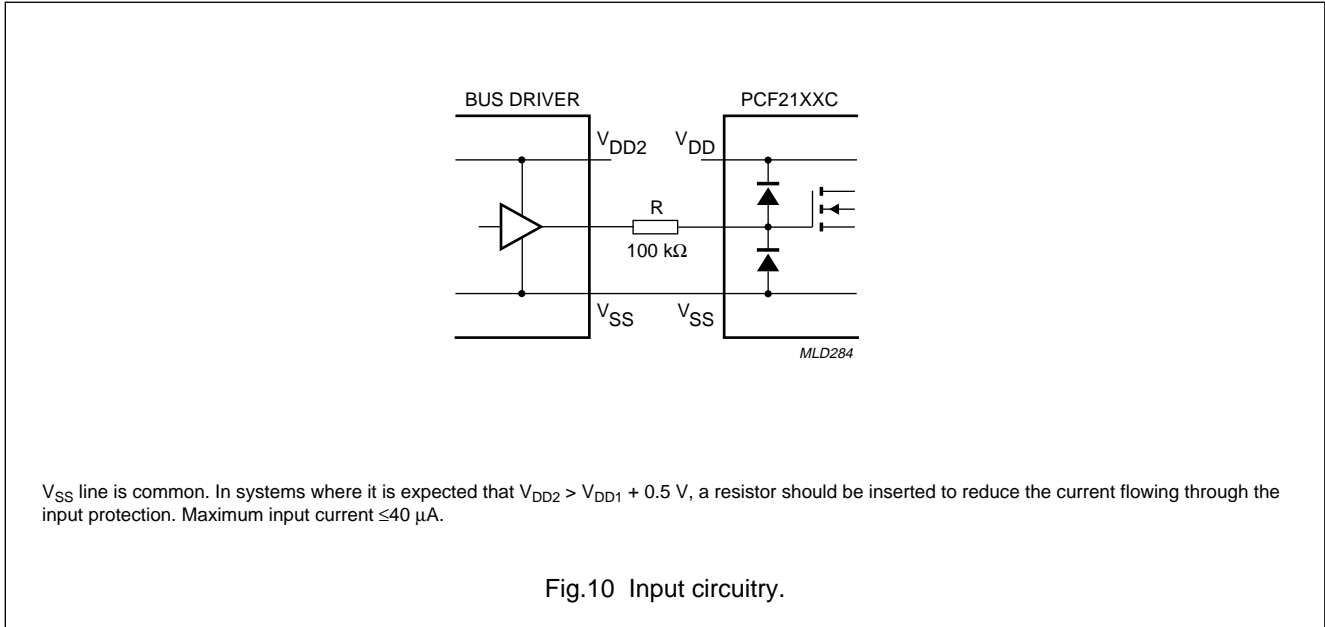 BUS DRIVER PCF21XXC
VDD2 VDD
R
100 kΩ
VSS VSS
MLD284
VSS line is common. In systems where it is expected that VDD2 > VDD1 + 0.5 V, a resistor should be inserted to reduce the current flowing through the
input protection. Maximum input current ≤40 μA.
Fig.10 Input circuitry.